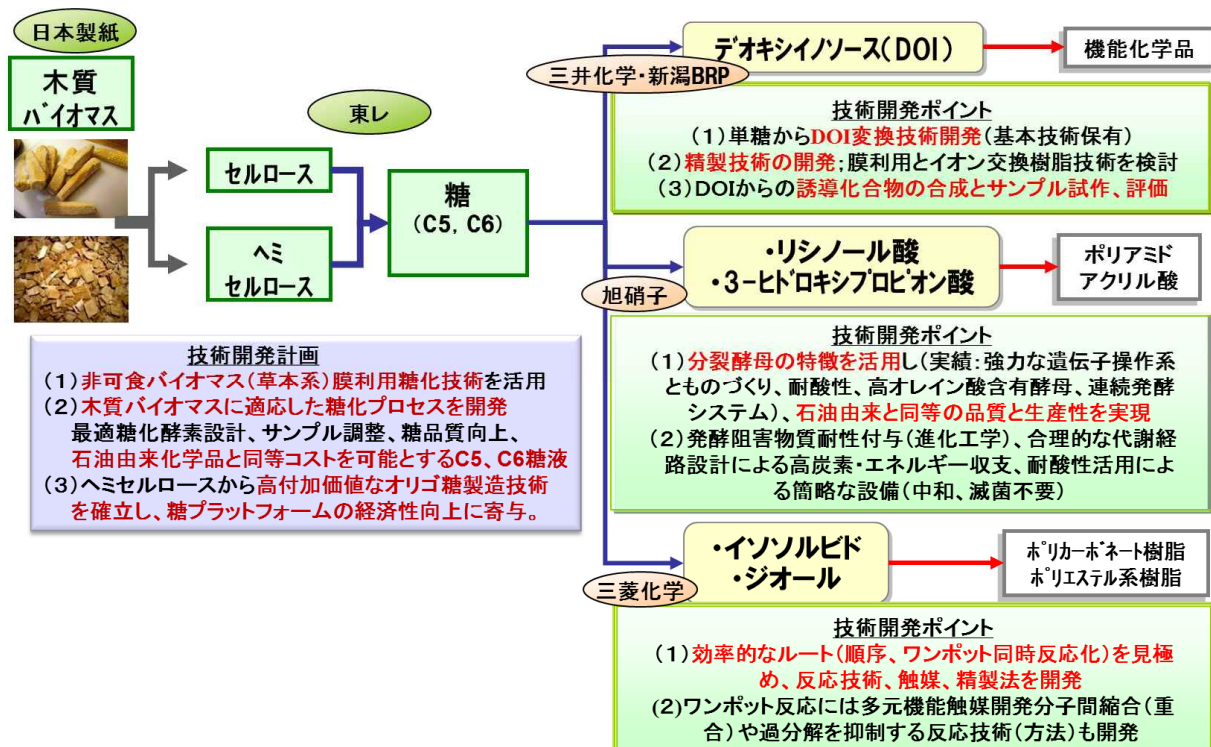 日本製紙
木質
バイオマス
東レ
セルロース
ヘミ
セルロース
糖
(C5, C6)
技術開発計画
(1)非可食バイオマス(草本系)膜利用糖化技術を活用
(2)木質バイオマスに適応した糖化プロセスを開発
最適糖化酵素設計、サンプル調整、糖品質向上、
石油由来化学品と同等コストを可能とするC5、C6糖液
(3)ヘミセルロースから高付加価値なオリゴ糖製造技術
を確立し、糖プラットフォームの経済性向上に寄与。
デオキシイノソース(DOI)
機能化学品
三井化学・新潟BRP
技術開発ポイント
(1)単糖からDOI変換技術開発(基本技術保有)
(2)精製技術の開発;膜利用とイオン交換樹脂技術を検討
(3)DOIからの誘導化合物の合成とサンプル試作、評価
・リシノール酸
・3-ヒドロキシプロピオン酸
ポリアミド
アクリル酸
旭硝子
技術開発ポイント
(1)分裂酵母の特徴を活用し(実績:強力な遺伝子操作系
とものづくり、耐酸性、高オレイン酸含有酵母、連続発酵
システム)、石油由来と同等の品質と生産性を実現
(2)発酵阻害物質耐性付与(進化工学)、合理的な代謝経
路設計による高炭素・エネルギー収支、耐酸性活用によ
る簡略な設備(中和、滅菌不要)
・イソソルビド
・ジオール
ポリカーボネート樹脂
ポリエステル系樹脂
三菱化学
技術開発ポイント
(1)効率的なルート(順序、ワンポット同時反応化)を見極
め、反応技術、触媒、精製法を開発
(2)ワンポット反応には多元機能触媒開発分子間縮合(重
合)や過分解を抑制する反応技術(方法)も開発